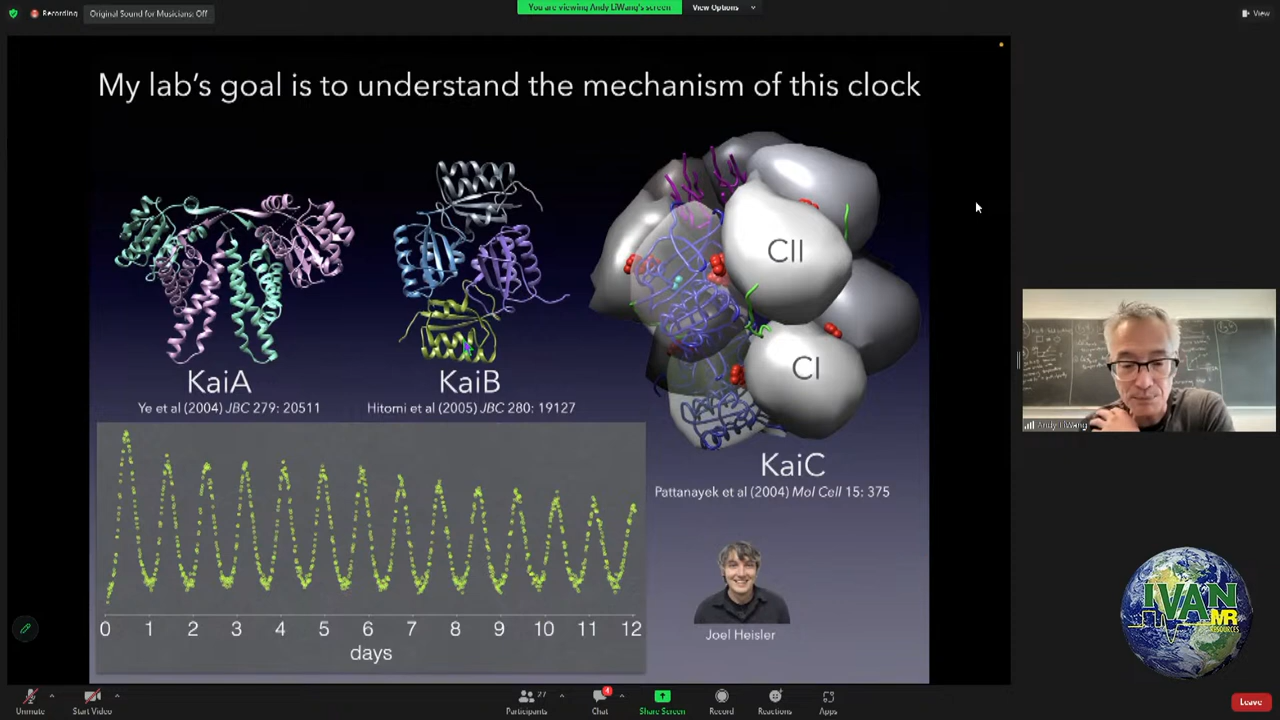 Recording
Original Sound for Musicians: Off
You are viewing Andy LiWang's screen
View Options
View
My lab's goal is to understand the mechanism of this clock
CII
CI
KaiA
KaiB
Ye et al (2004) JBC 279: 20511
Hitomi et al (2005) JBC 280: 19127
KaiC
Pattanayek et al (2004) Mol Cell 15: 375
0 1 2 3 4 5 6 7 8 9 10 11 12
days
Joel Heisler
Andy LiWang
IVAN
NMR
RESOURCES
Unmute
Start Video
Participants
27
Chat
4
Share Screen
Record
Reactions
Apps
Leave